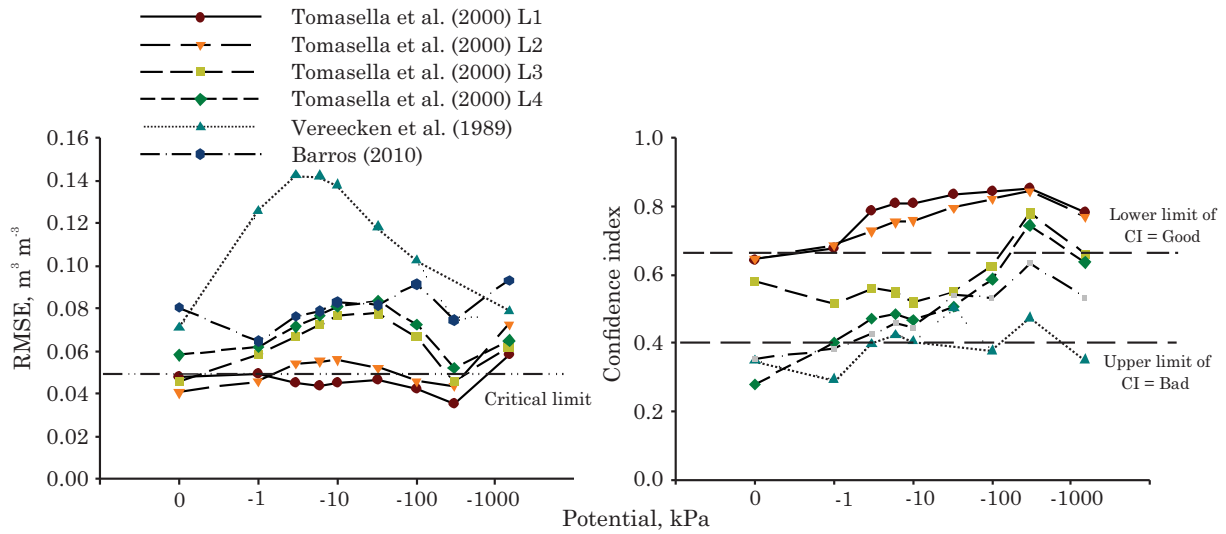 Tomasella et al. (2000) L1
Tomasella et al. (2000) L2
Tomasella et al. (2000) L3
Tomasella et al. (2000) L4
Vereecken et al. (1989)
Barros (2010)
RMSE, m³ m⁻³
0.16
0.14
0.12
0.10
0.08
0.06
0.04
0.02
0.00
Critical limit
0 -1 -10 -100 -1000
Confidence index
1.0
0.8
0.6
0.4
0.2
0.0
Lower limit of
CI = Good
Upper limit of
CI = Bad
0 -1 -10 -100 -1000
Potential, kPa